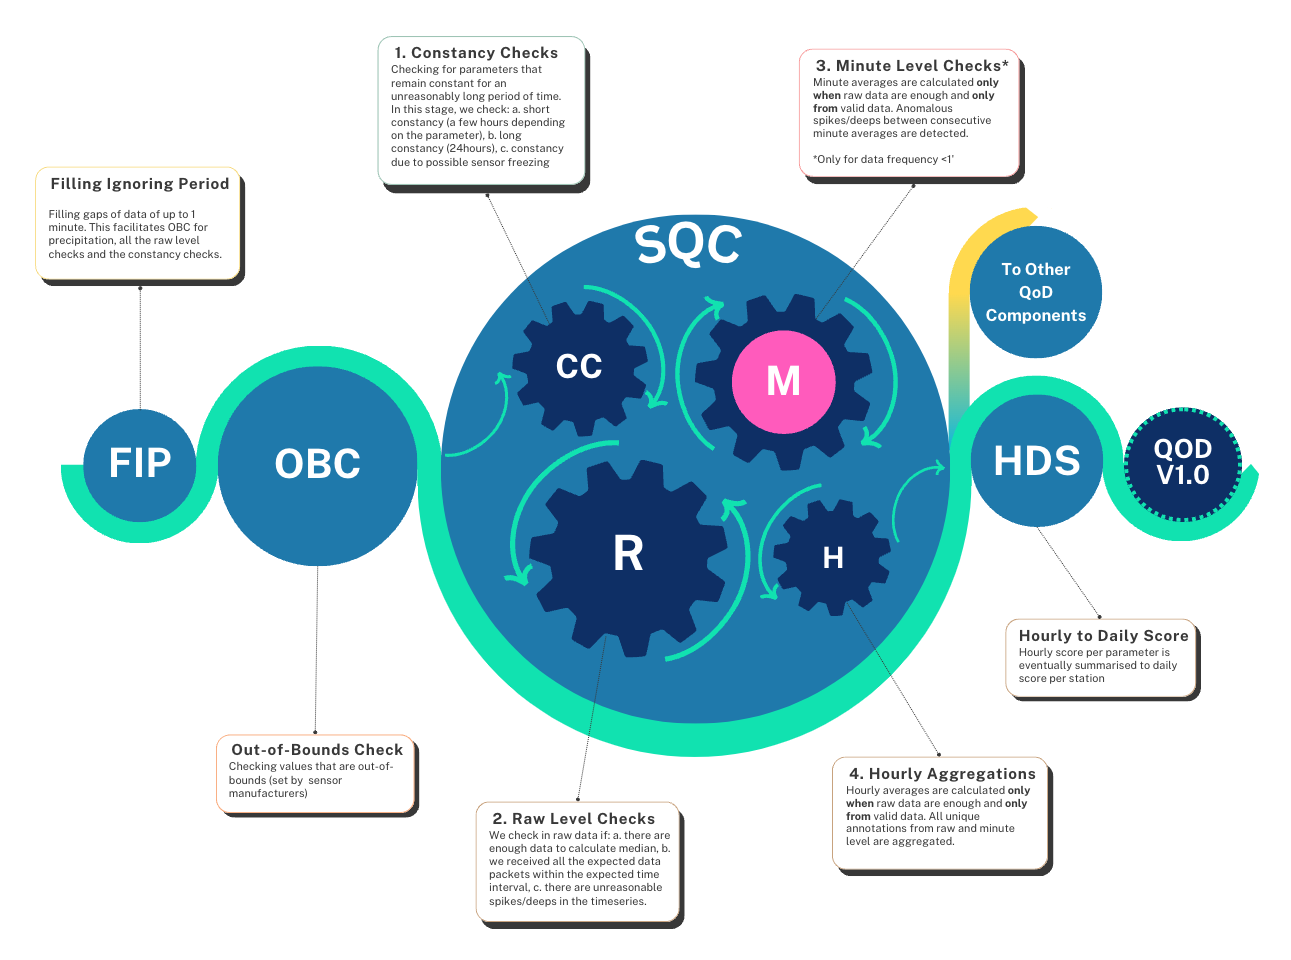 1. Constancy Checks
Checking for parameters that
remain constant for an
unreasonably long period of time.
In this stage, we check: a. short
constancy (a few hours depending
on the parameter), b. long
constancy (24hours), c. constancy
due to possible sensor freezing
3. Minute Level Checks*
Minute averages are calculated only
when raw data are enough and only
from valid data. Anomalous
spikes/deeps between consecutive
minute averages are detected.
*Only for data frequency <1'
Filling Ignoring Period
Filling gaps of data of up to 1
minute. This facilitates OBC for
precipitation, all the raw level
checks and the constancy checks.
SQC
To Other
QoD
Components
CC
M
FIP
OBC
HDS
QOD
V1.0
R
H
Hourly to Daily Score
Hourly score per parameter is
eventually summarised to daily
score per station
Out-of-Bounds Check
Checking values that are out-of-
bounds (set by  sensor
manufacturers)
2. Raw Level Checks
We check in raw data if: a. there are
enough data to calculate median, b.
we received all the expected data
packets within the expected time
interval, c. there are unreasonable
spikes/deeps in the timeseries.
4. Hourly Aggregations
Hourly averages are calculated only
when raw data are enough and only
from valid data. All unique
annotations from raw and minute
level are aggregated.